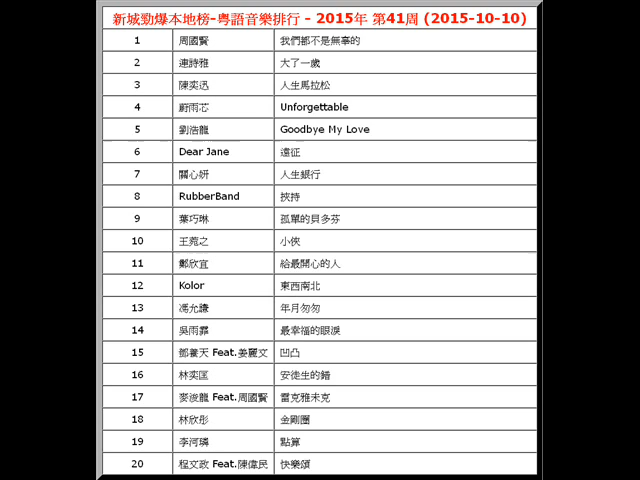 新城勁爆本地榜-粵語音樂排行 - 2015年 第41周 (2015-10-10)
1 周國賢 我們都不是無辜的
2 連詩雅 大了一歲
3 陳奕迅 人生馬拉松
4 蔚雨芯 Unforgettable
5 劉浩龍 Goodbye My Love
6 Dear Jane 遠征
7 關心妍 人生銀行
8 RubberBand 挾持
9 葉巧琳 孤單的貝多芬
10 王菀之 小俠
11 鄭欣宜 給最開心的人
12 Kolor 東西南北
13 馮允謙 年月匆匆
14 吳雨霏 最幸福的眼淚
15 鄧養天 Feat.姜麗文 凹凸
16 林奕匡 安徒生的錯
17 麥浚龍 Feat.周國賢 雷克雅未克
18 林欣彤 金剛圈
19 李河璘 點算
20 程文政 Feat.陳偉民 快樂頌